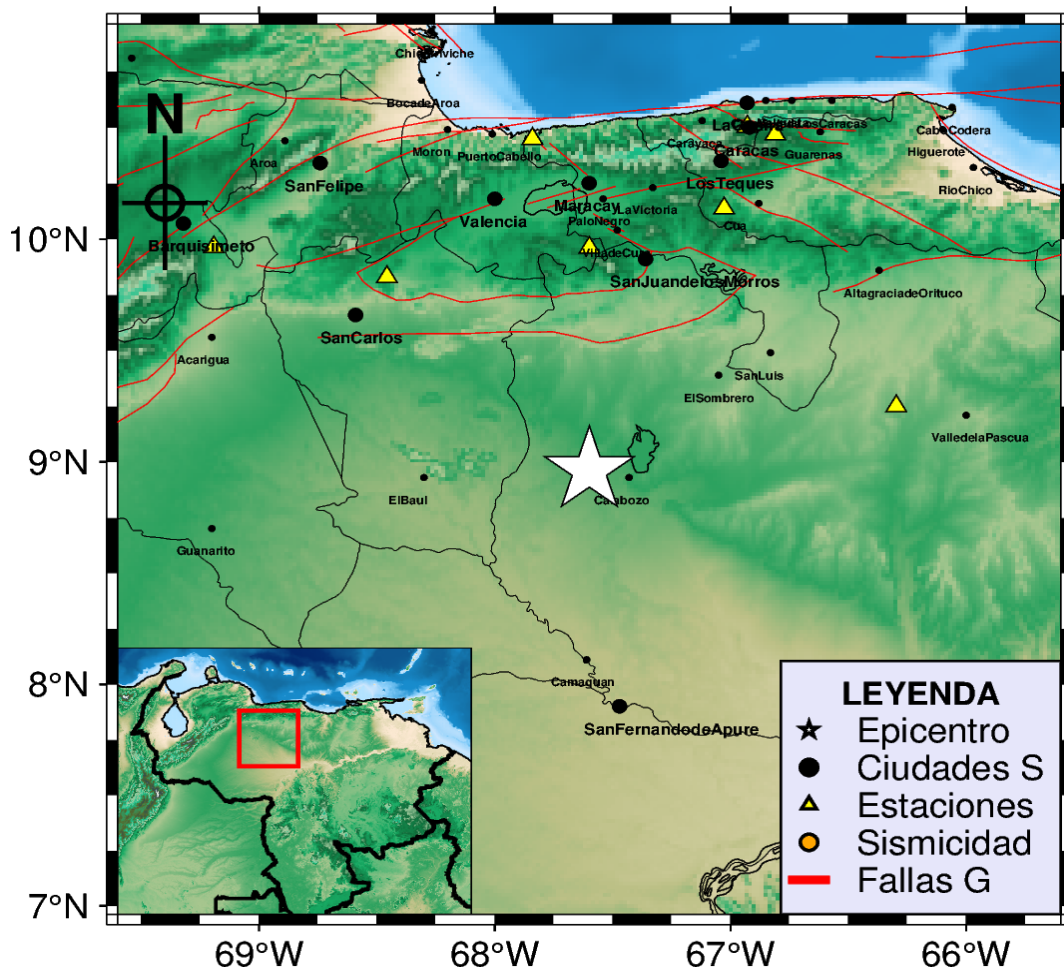 Chichiriviche
BocadeAroa
N
LaGuaira
Carayaca
LosCaracas
CaboCodera
Moron
PuertoCabello
Caracas
Guarenas
Higuerote
Aroa
SanFelipe
LosTeques
RioChico
Maracay
LaVictoria
Valencia
PaloNegro
Cua
10°N
Barquisimeto
VilladeCura
SanJuandelosMorros
AltagraciadeOrituco
SanCarlos
Acarigua
SanLuis
ElSombrero
ValledelaPascua
9°N
ElBaul
Calabozo
Guanarito
8°N
Camaguan
SanFernandodeApure
LEYENDA
Epicentro
Ciudades S
Estaciones
Sismicidad
Fallas G
7°N
69°W
68°W
67°W
66°W